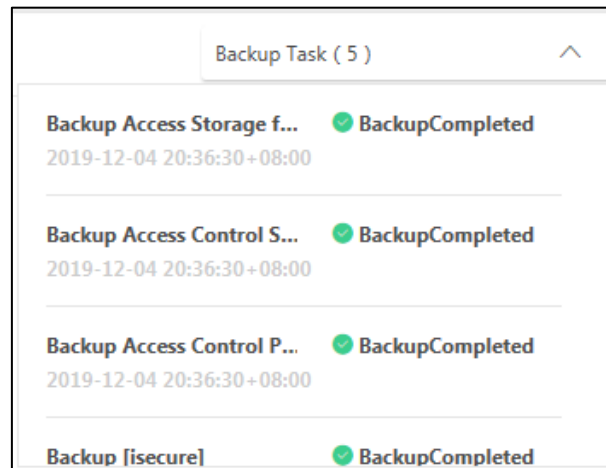 Backup Task ( 5 )
Backup Access Storage f... BackupCompleted
2019-12-04 20:36:30+08:00
Backup Access Control S... BackupCompleted
2019-12-04 20:36:30+08:00
Backup Access Control P... BackupCompleted
2019-12-04 20:36:30+08:00
Backup [isecure] BackupCompleted